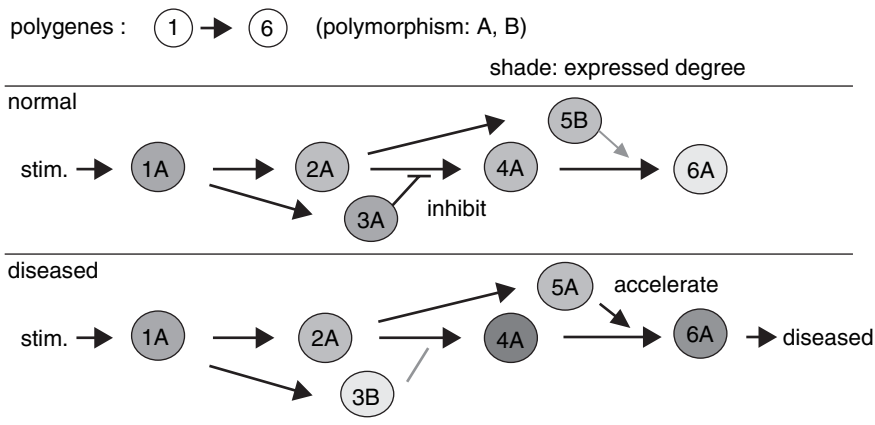 polygenes : 1 6 (polymorphism: A, B)
shade: expressed degree
normal
5B
stim. 1A 2A 4A 6A
3A inhibit
diseased
5A accelerate
stim. 1A 2A 4A 6A diseased
3B